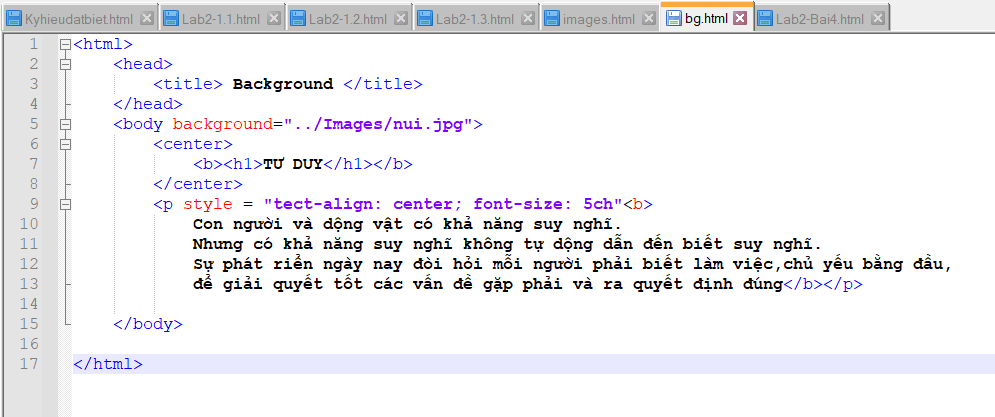 Kyhieudatbiet.html Lab2-1.1.html Lab2-1.2.html Lab2-1.3.html images.html bg.html Lab2-Bai4.html
1 <html>
2 <head>
3 <title> Background </title>
4 </head>
5 <body background="../Images/nui.jpg">
6 <center>
7 <b><h1>TƯ DUY</h1></b>
8 </center>
9 <p style = "tect-align: center; font-size: 5ch"<b>
10 Con người và dộng vật có khả năng suy nghĩ.
11 Nhưng có khả năng suy nghĩ không tự dộng dẫn đến biết suy nghĩ.
12 Sự phát riển ngày nay đòi hỏi mỗi người phải biết làm việc,chủ yếu bằng đầu,
13 để giải quyết tốt các vấn đề gặp phải và ra quyết định đúng</b></p>
14
15 </body>
16
17 </html>